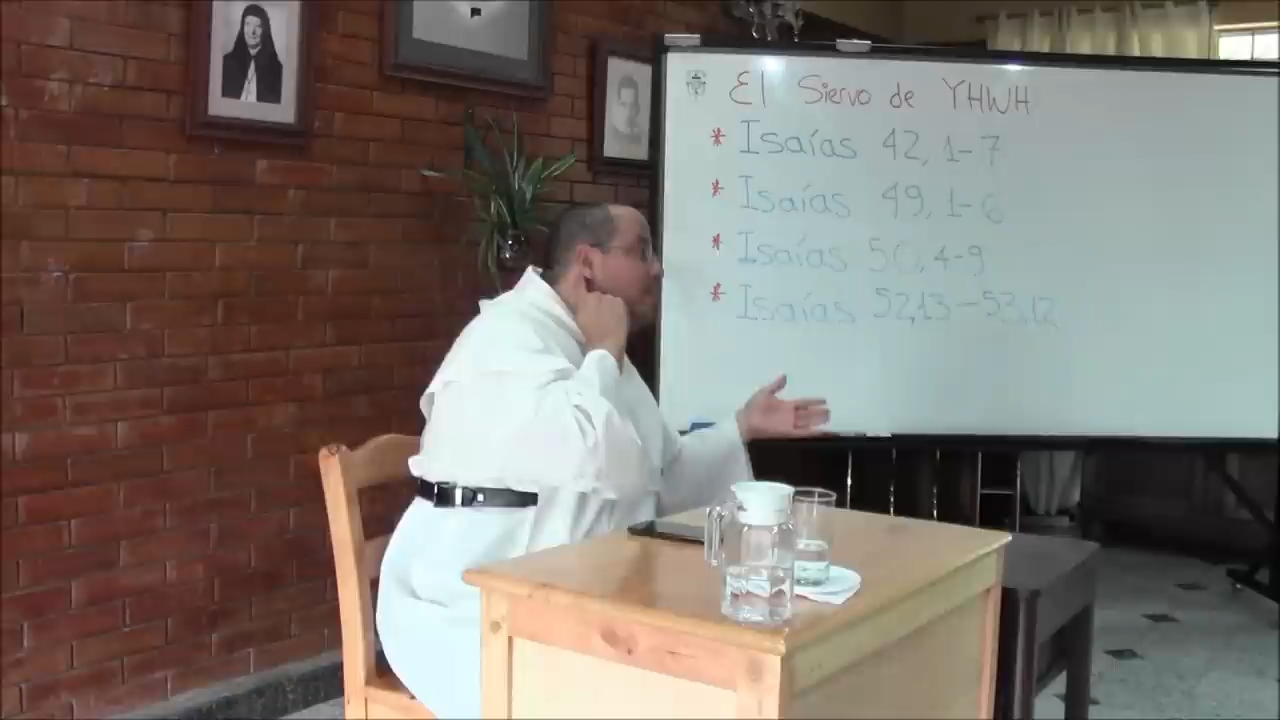 El Siervo de YHWH
* Isaías 42, 1-7
* Isaías 49, 1-6
* Isaías 50, 4-9
* Isaías 52,13-53,12